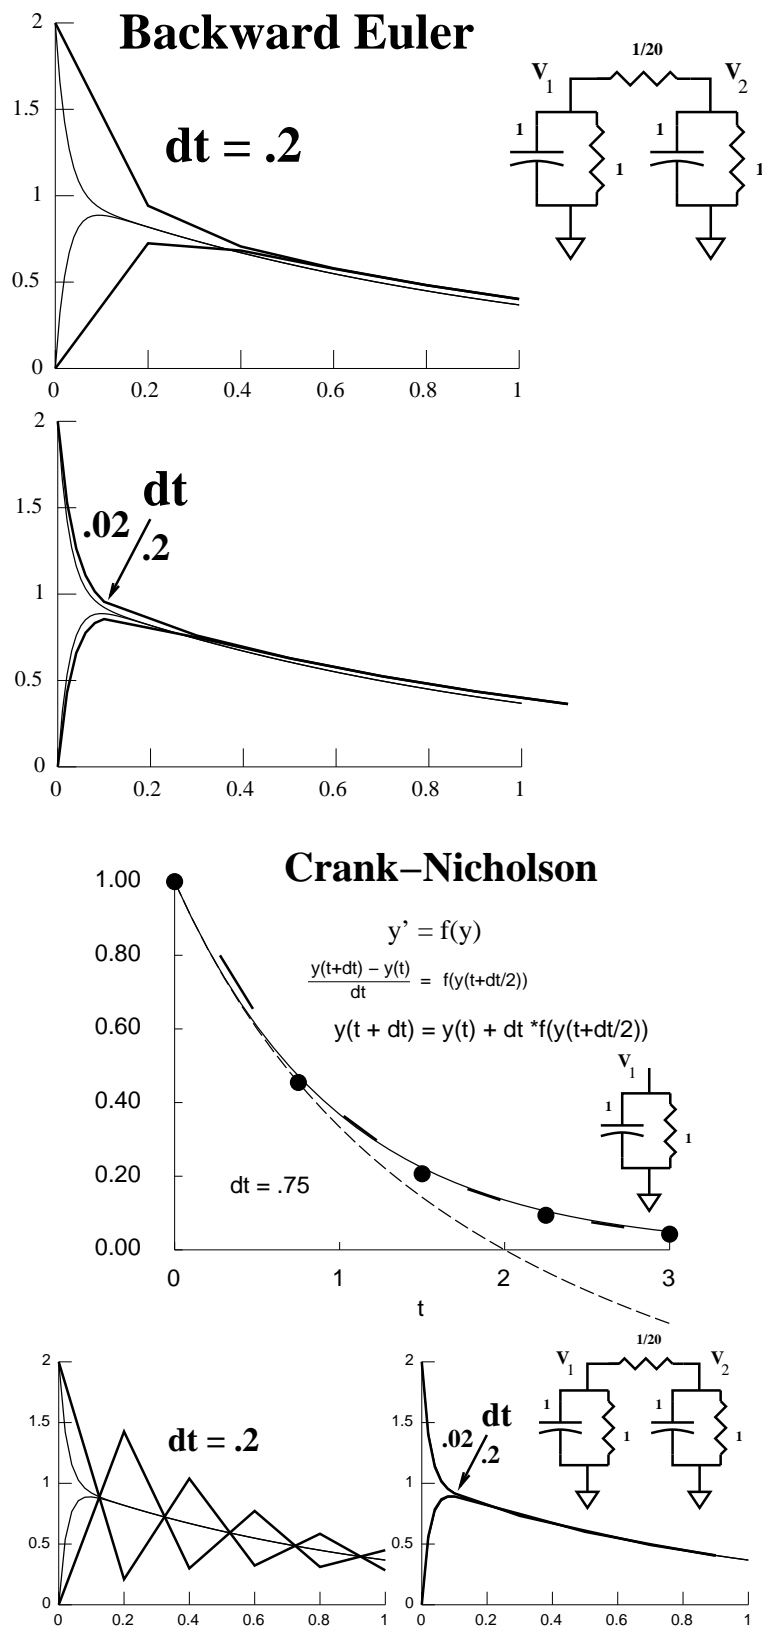 Backward Euler
2
1.5
1
0.5
0
dt = .2
0 0.2 0.4 0.6 0.8 1
1/20
V1 V2
1 1 1 1
2
1.5
1
0.5
0
dt
.02
.2
0 0.2 0.4 0.6 0.8 1
Crank–Nicholson
1.00
0.80
0.60
0.40
0.20
0.00
y’ = f(y)
y(t+dt) − y(t)
dt
= f(y(t+dt/2))
y(t + dt) = y(t) + dt *f(y(t+dt/2))
V1
1 1
dt = .75
0 1 2 3
t
2
1.5
1
0.5
0
dt = .2
0 0.2 0.4 0.6 0.8 1
2
1.5
1
0.5
0
dt
.02
.2
0 0.2 0.4 0.6 0.8 1
1/20
V1 V2
1 1 1 1